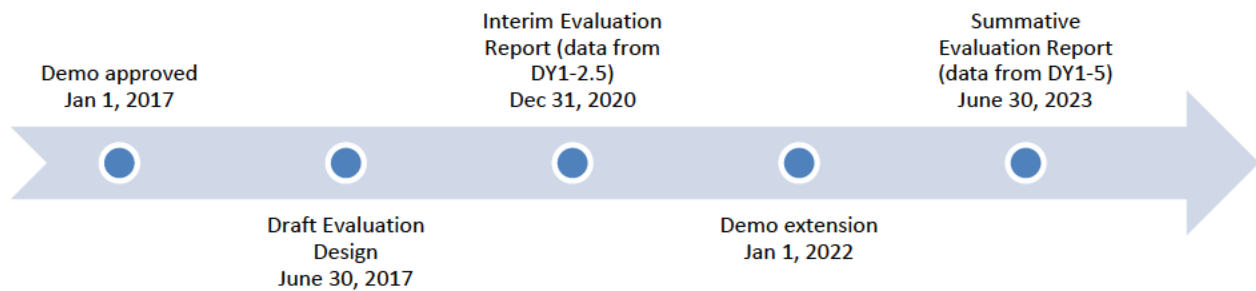 Demo approved
Jan 1, 2017
Draft Evaluation
Design
June 30, 2017
Interim Evaluation
Report (data from
DY1-2.5)
Dec 31, 2020
Demo extension
Jan 1, 2022
Summative
Evaluation Report
(data from DY1-5)
June 30, 2023